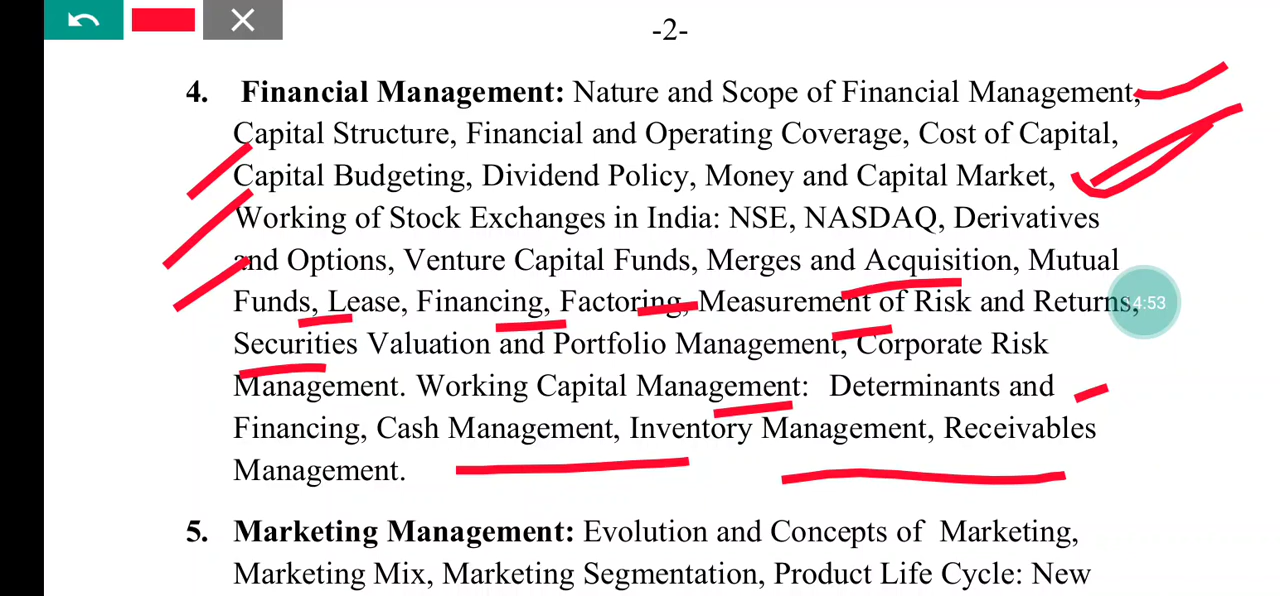 -2-
4. Financial Management: Nature and Scope of Financial Management,
Capital Structure, Financial and Operating Coverage, Cost of Capital,
Capital Budgeting, Dividend Policy, Money and Capital Market,
Working of Stock Exchanges in India: NSE, NASDAQ, Derivatives
and Options, Venture Capital Funds, Merges and Acquisition, Mutual
Funds, Lease, Financing, Factoring, Measurement of Risk and Returns,
Securities Valuation and Portfolio Management, Corporate Risk
Management. Working Capital Management: Determinants and
Financing, Cash Management, Inventory Management, Receivables
Management.
5. Marketing Management: Evolution and Concepts of Marketing,
Marketing Mix, Marketing Segmentation, Product Life Cycle: New